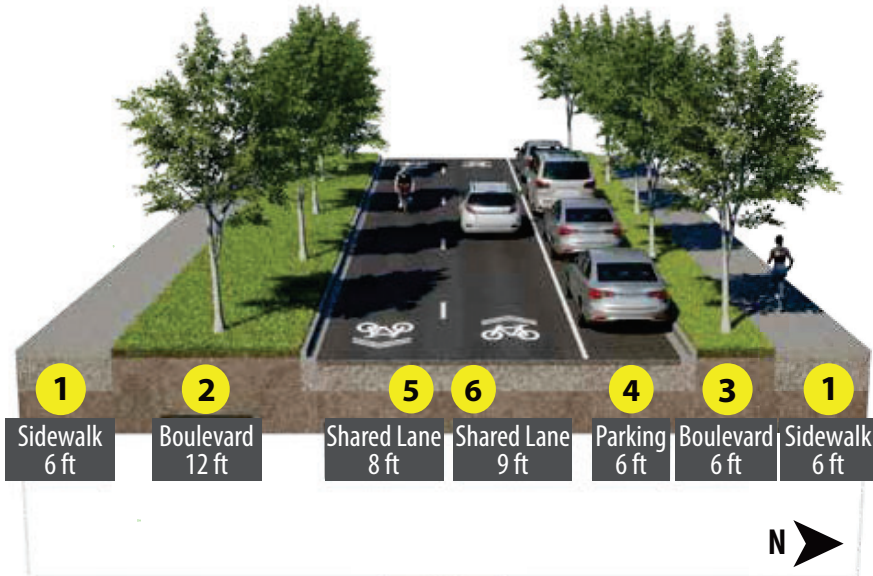 1
Sidewalk
6 ft
2
Boulevard
12 ft
5
Shared Lane
8 ft
6
Shared Lane
9 ft
4
Parking
6 ft
3
Boulevard
6 ft
1
Sidewalk
6 ft
N